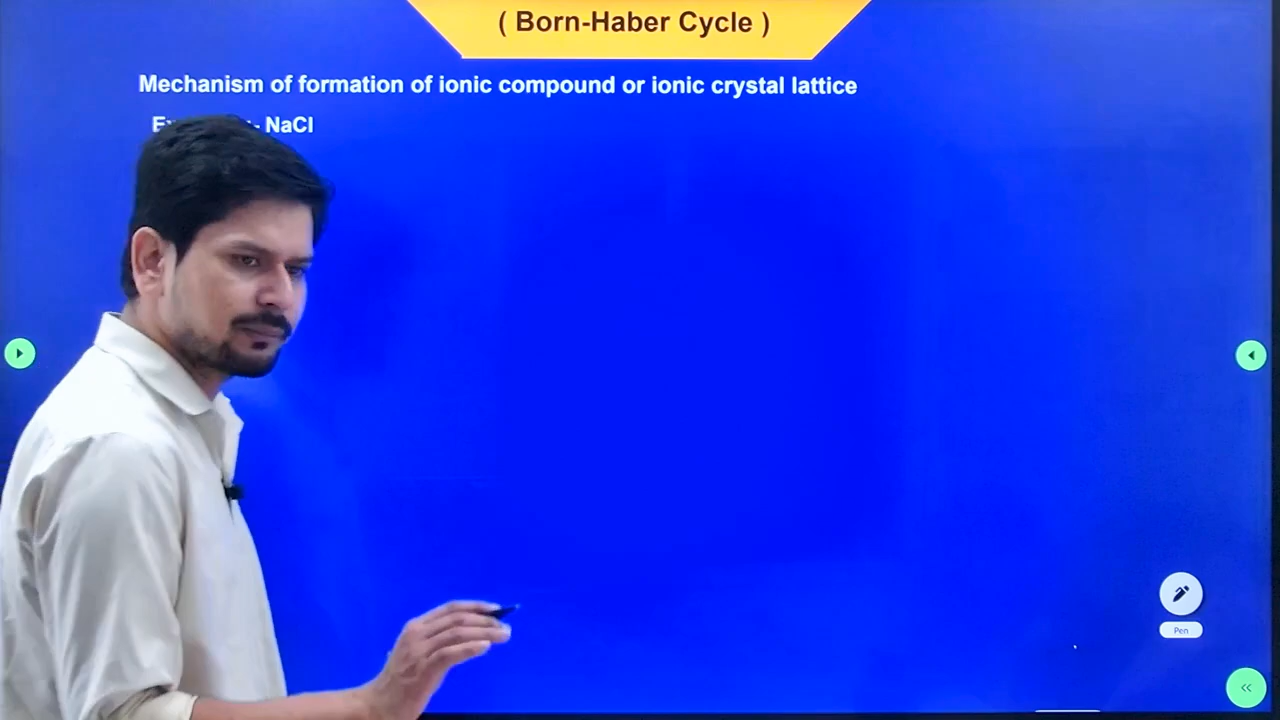 ( Born-Haber Cycle )
Mechanism of formation of ionic compound or ionic crystal lattice
NaCl
Pen